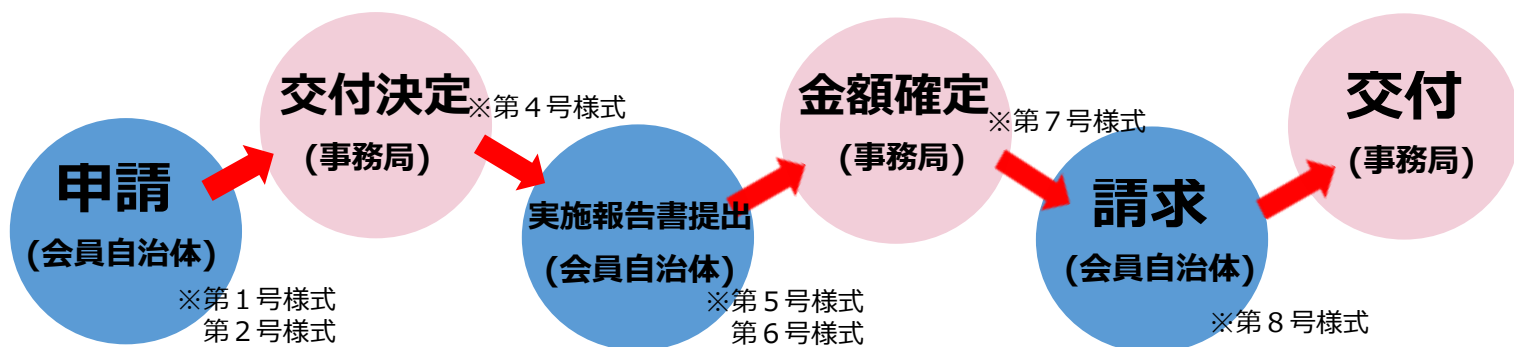 申請
(会員自治体)
※第１号様式
第２号様式
交付決定
(事務局)
※第４号様式
実施報告書提出
(会員自治体)
※第５号様式
第６号様式
金額確定
(事務局)
※第７号様式
請求
(会員自治体)
※第８号様式
交付
(事務局)